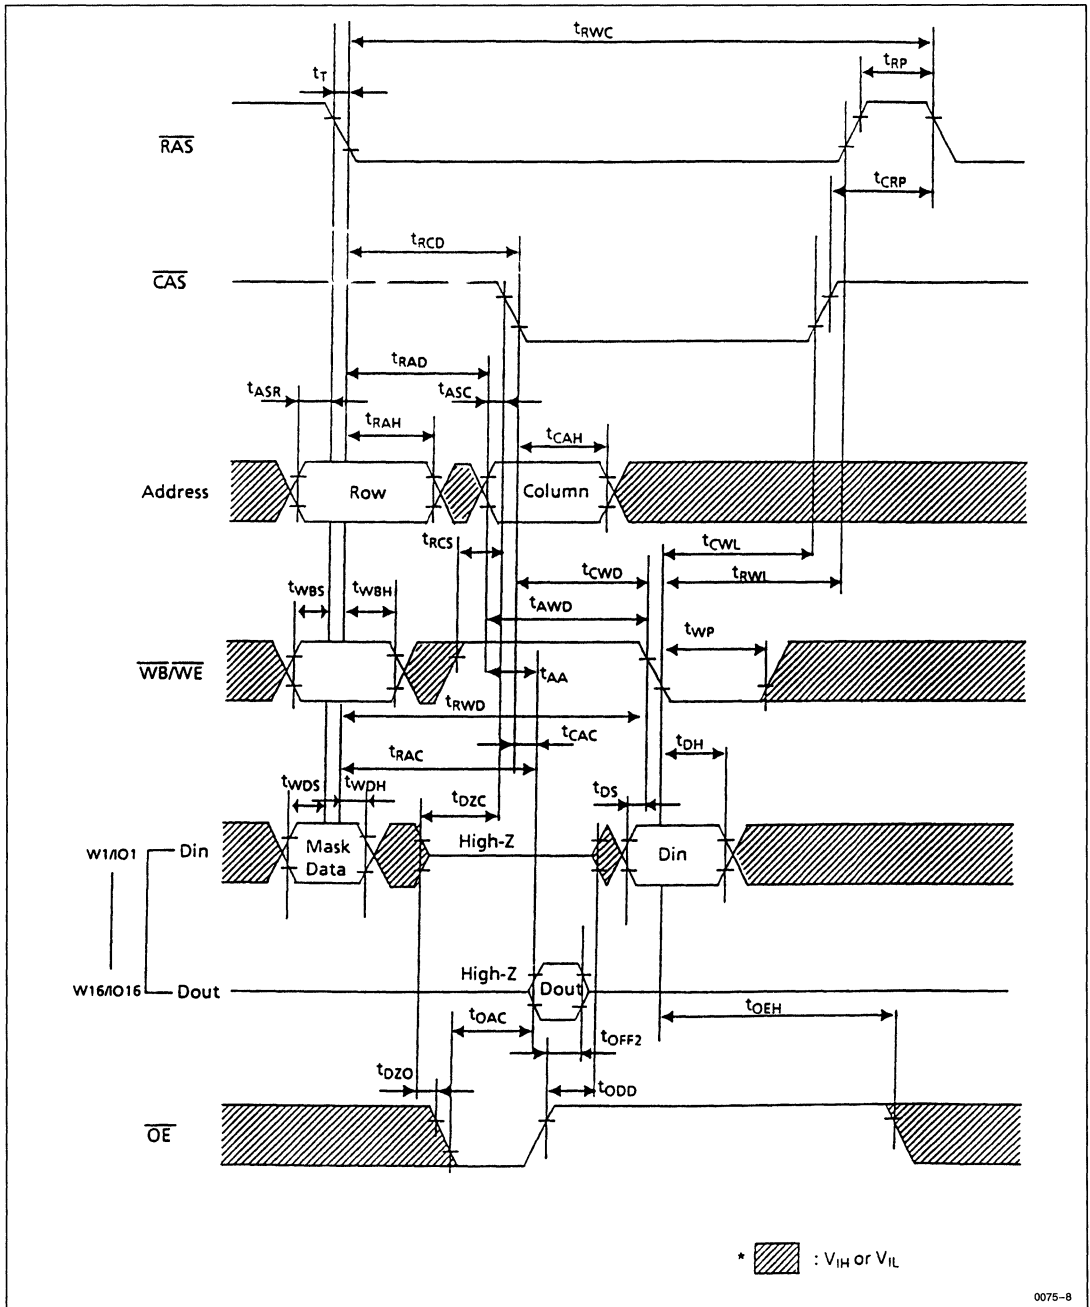 tRWC
tRP
tT
RAS
tCRP
tRCD
CAS
tRAD
tASR
tASC
tRAH
tCAH
Address
Row
Column
tRCS
tCWL
tCWD
tRWL
tWBS
tWBH
tAWD
tWP
WB/WE
tAA
tRWD
tCAC
tRAC
tDH
tWDS
tWDH
tDZC
tDS
W1/IO1
Din
Mask
Data
High-Z
Din
High-Z
W16/IO16
Dout
Dout
tOEH
tOAC
tOFF2
tDZO
tODD
OE
* : VIH or VIL
0075-8